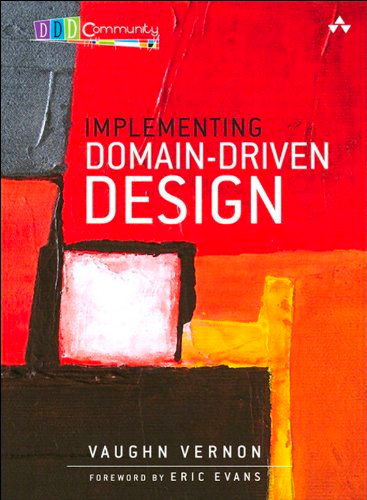 DDD Community
IMPLEMENTING
DOMAIN-DRIVEN
DESIGN
VAUGHN VERNON
FOREWORD BY ERIC EVANS